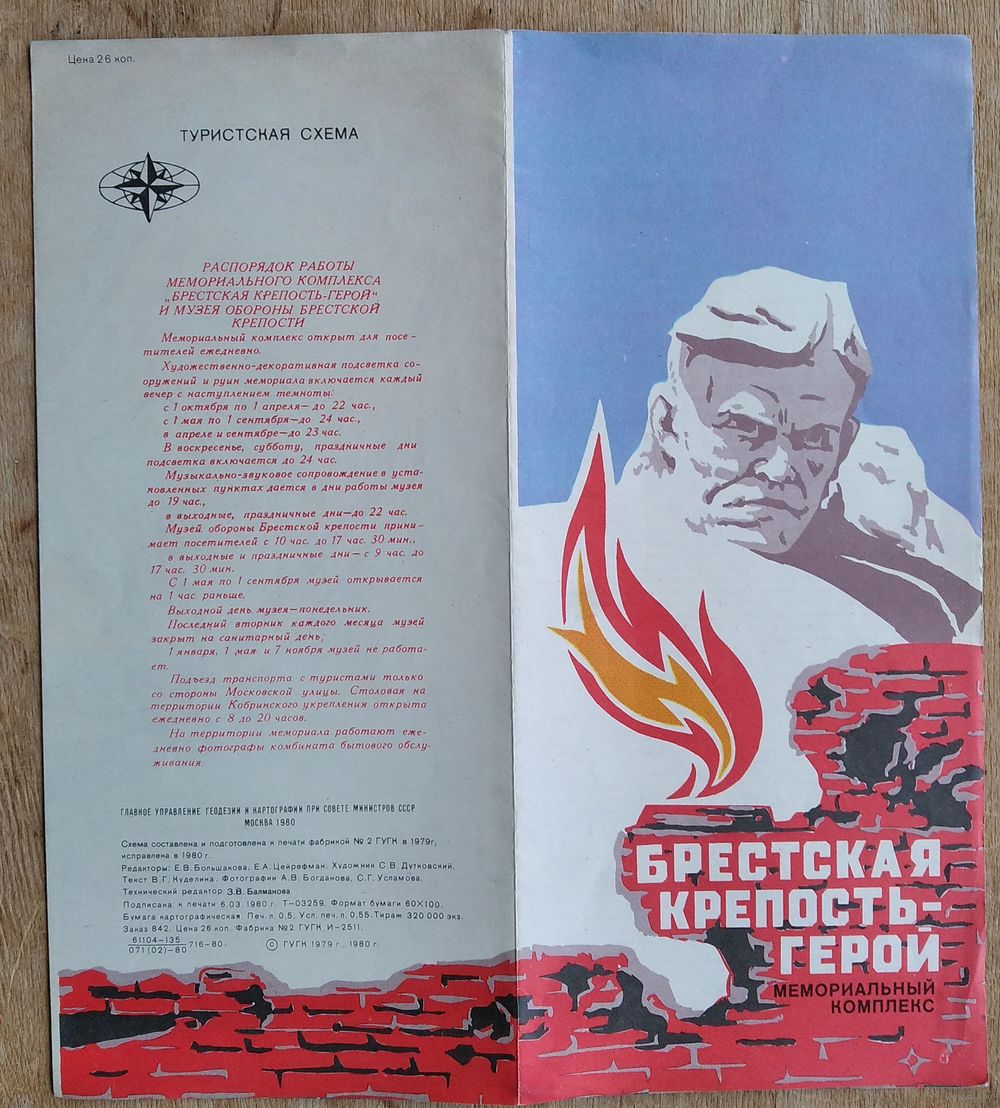 Цена 26 коп.
ТУРИСТСКАЯ СХЕМА
РАСПОРЯДОК РАБОТЫ
МЕМОРИАЛЬНОГО КОМПЛЕКСА
„БРЕСТСКАЯ КРЕПОСТЬ-ГЕРОЙ“
И МУЗЕЯ ОБОРОНЫ БРЕСТСКОЙ
КРЕПОСТИ
Мемориальный комплекс открыт для посе-
тителей ежедневно.
Художественно-декоративная подсветка со-
оружений и руин мемориала включается каждый
вечер с наступлением темноты:
с 1 октября по 1 апреля—до 22 час.,
с 1 мая по 1 сентября—до 24 час.,
в апреле и сентябре—до 23 час.
В воскресенье, субботу, праздничные дни
подсветка включается до 24 час.
Музыкально-звуковое сопровождение в уста-
новленных пунктах дается в дни работы музея
до 19 час.,
в выходные, праздничные дни—до 22 час.
Музей обороны Брестской крепости прини-
мает посетителей с 10 час. до 17 час. 30 мин.,
в выходные и праздничные дни—с 9 час. до
17 час. 30 мин.
С 1 мая по 1 сентября музей открывается
на 1 час раньше.
Выходной день музея—понедельник.
Последний вторник каждого месяца музей
закрыт на санитарный день;
1 января, 1 мая и 7 ноября музей не работа-
ет.
Подъезд транспорта с туристами только
со стороны Московской улицы. Столовая на
территории Кобринского укрепления открыта
ежедневно с 8 до 20 часов.
На территории мемориала работают еже-
дневно фотографы комбината бытового обслу-
живания.
ГЛАВНОЕ УПРАВЛЕНИЕ ГЕОДЕЗИИ И КАРТОГРАФИИ ПРИ СОВЕТЕ МИНИСТРОВ СССР
МОСКВА 1980
Схема составлена и подготовлена к печати фабрикой № 2 ГУГК в 1979г,
исправлена в 1980 г.
Редакторы: Е.В. Большакова, Е.А. Цейрефман. Художник С.В. Дутковский,
Текст В.Г. Куделина. Фотографии А.В. Богданова, С.Г. Усламова.
Технический редактор З.В. Балмакова
Подписана к печати 6.03.1980 г. Т-03259, Формат бумаги 60X100,
Бумага картографическая. Печ. л. 0,5, Усл. печ. л. 0,55. Тираж 320 000 экз.
Заказ 842. Цена 26 коп. Фабрика №2 ГУГК. И-2511.
61104-135
071(02)-80 716-80. © ГУГК 1979 г., 1980 г.
БРЕСТСКАЯ
КРЕПОСТЬ-
ГЕРОЙ
МЕМОРИАЛЬНЫЙ
КОМПЛЕКС